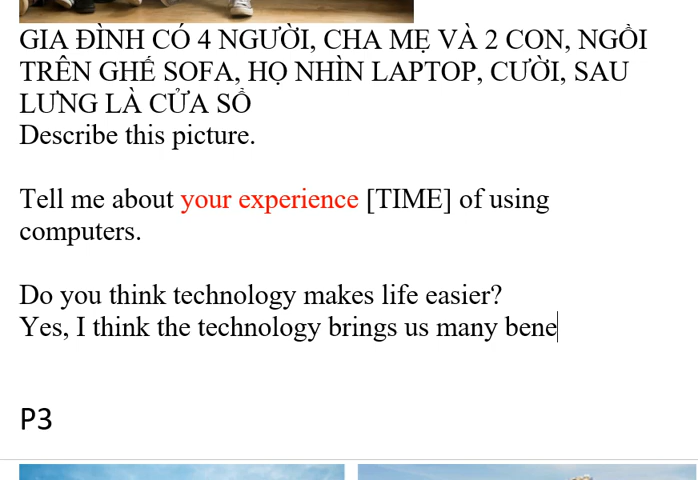 GIA ĐÌNH CÓ 4 NGƯỜI, CHA MẸ VÀ 2 CON, NGỒI
TRÊN GHẾ SOFA, HỌ NHÌN LAPTOP, CƯỜI, SAU
LƯNG LÀ CỬA SỔ
Describe this picture.
Tell me about your experience [TIME] of using
computers.
Do you think technology makes life easier?
Yes, I think the technology brings us many bene
P3